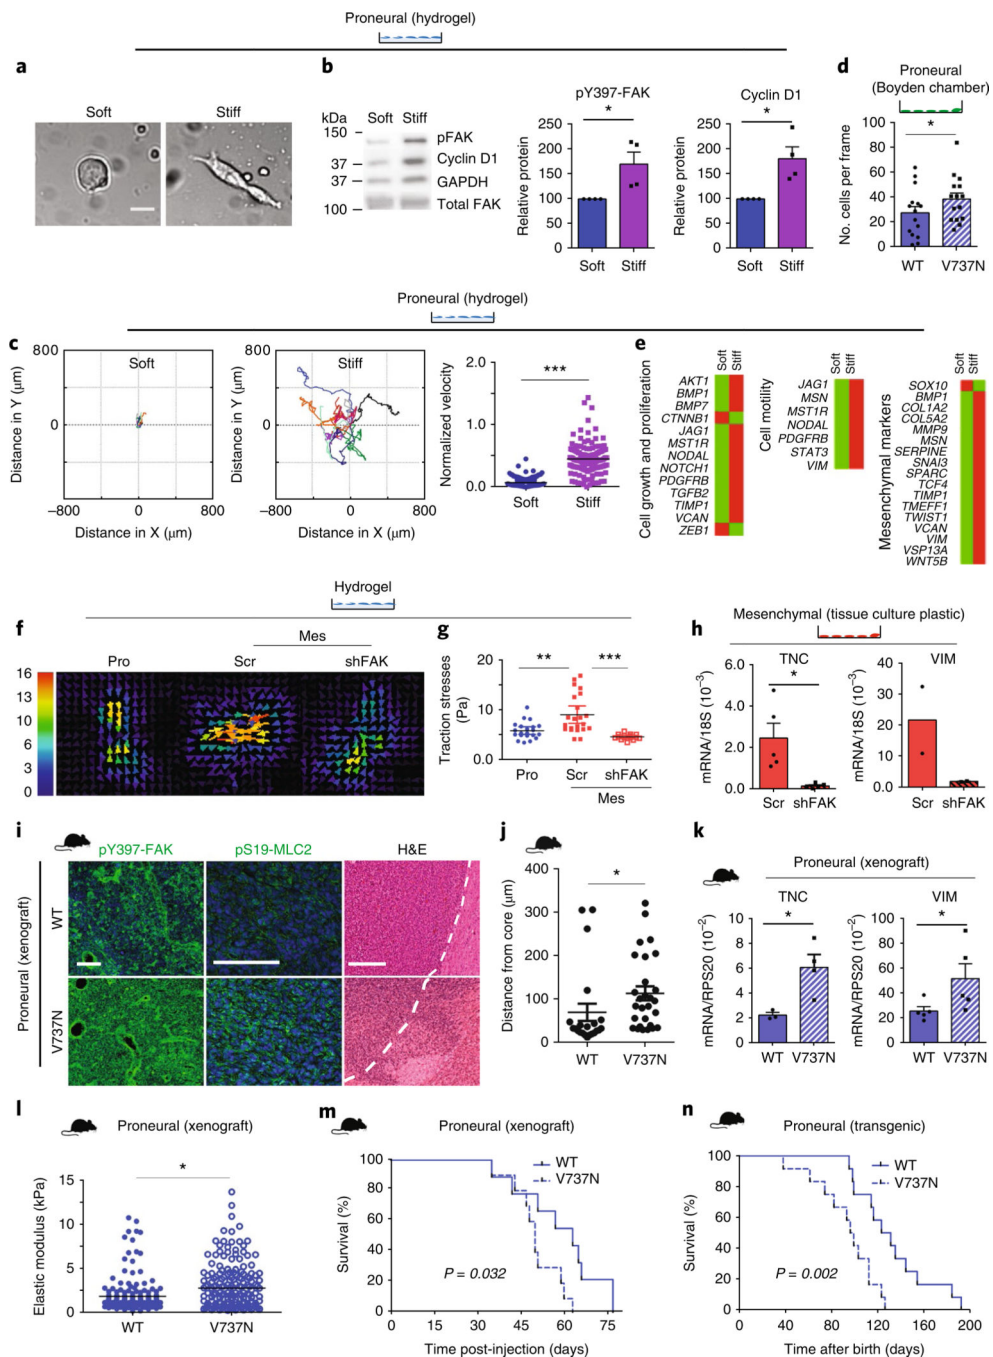 Proneural (hydrogel)
a
Soft
Stiff
b
kDa
Soft Stiff
150
pFAK
37
Cyclin D1
37
GAPDH
100
Total FAK
pY397-FAK
*
Relative protein
250
200
150
100
50
0
Soft Stiff
Cyclin D1
*
Relative protein
250
200
150
100
50
0
Soft Stiff
d
Proneural
(Boyden chamber)
*
No. cells per frame
100
80
60
40
20
0
WT V737N
Proneural (hydrogel)
c
Soft
Distance in Y (μm)
800
0
–800
0
800
Distance in X (μm)
Stiff
Distance in Y (μm)
800
0
–800
0
800
Distance in X (μm)
***
Normalized velocity
2.0
1.0
0.0
Soft Stiff
e
Cell growth and proliferation
Soft
Stiff
AKT1
BMP1
BMP7
CTNNB1
JAG1
MST1R
NODAL
NOTCH1
PDGFRB
TGFB2
TIMP1
VCAN
ZEB1
Cell motility
Soft
Stiff
JAG1
MSN
MST1R
NODAL
PDGFRB
STAT3
VIM
Mesenchymal markers
Soft
Stiff
SOX10
BMP1
COL1A2
COL5A2
MMP9
MSN
SERPINE
SNAI3
SPARC
TCF4
TIMP1
TMEFF1
TWIST1
VCAN
VIM
VSP13A
WNT5B
Hydrogel
f
Mes
Pro
Scr
shFAK
16
15
13
12
10
9
7
6
4
3
1
0
g
** ***
Traction stresses
(Pa)
20
10
0
Pro Scr shFAK
Mes
h
Mesenchymal (tissue culture plastic)
TNC
*
mRNA/18S (10⁻³)
6.0
4.0
2.0
0
Scr shFAK
VIM
mRNA/18S (10⁻³)
40
30
20
10
0
Scr shFAK
i
pY397-FAK
pS19-MLC2
H&E
Proneural (xenograft)
WT
V737N
j
*
Distance from core (μm)
400
300
200
100
0
WT V737N
k
Proneural (xenograft)
TNC
*
mRNA/RPS20 (10⁻²)
10
8
6
4
2
0
WT V737N
VIM
*
mRNA/RPS20 (10⁻²)
100
80
60
40
20
0
WT V737N
l
Proneural (xenograft)
*
Elastic modulus (kPa)
15
10
5
0
WT V737N
m
Proneural (xenograft)
WT
V737N
Survival (%)
100
80
60
40
20
0
P = 0.032
0 15 30 45 60 75
Time post-injection (days)
n
Proneural (transgenic)
WT
V737N
Survival (%)
100
80
60
40
20
0
P = 0.002
0 40 80 120 160 200
Time after birth (days)